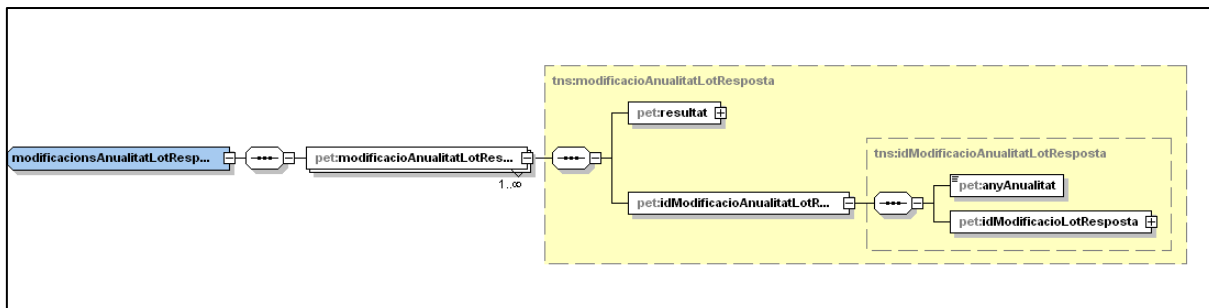 tns:modificacioAnualitatLotResposta
pet:resultat
tns:idModificacioAnualitatLotResposta
modificacionsAnualitatLotResp...
pet:modificacioAnualitatLotRes...
1..∞
pet:anyAnualitat
pet:idModificacioAnualitatLotR...
pet:idModificacioLotResposta